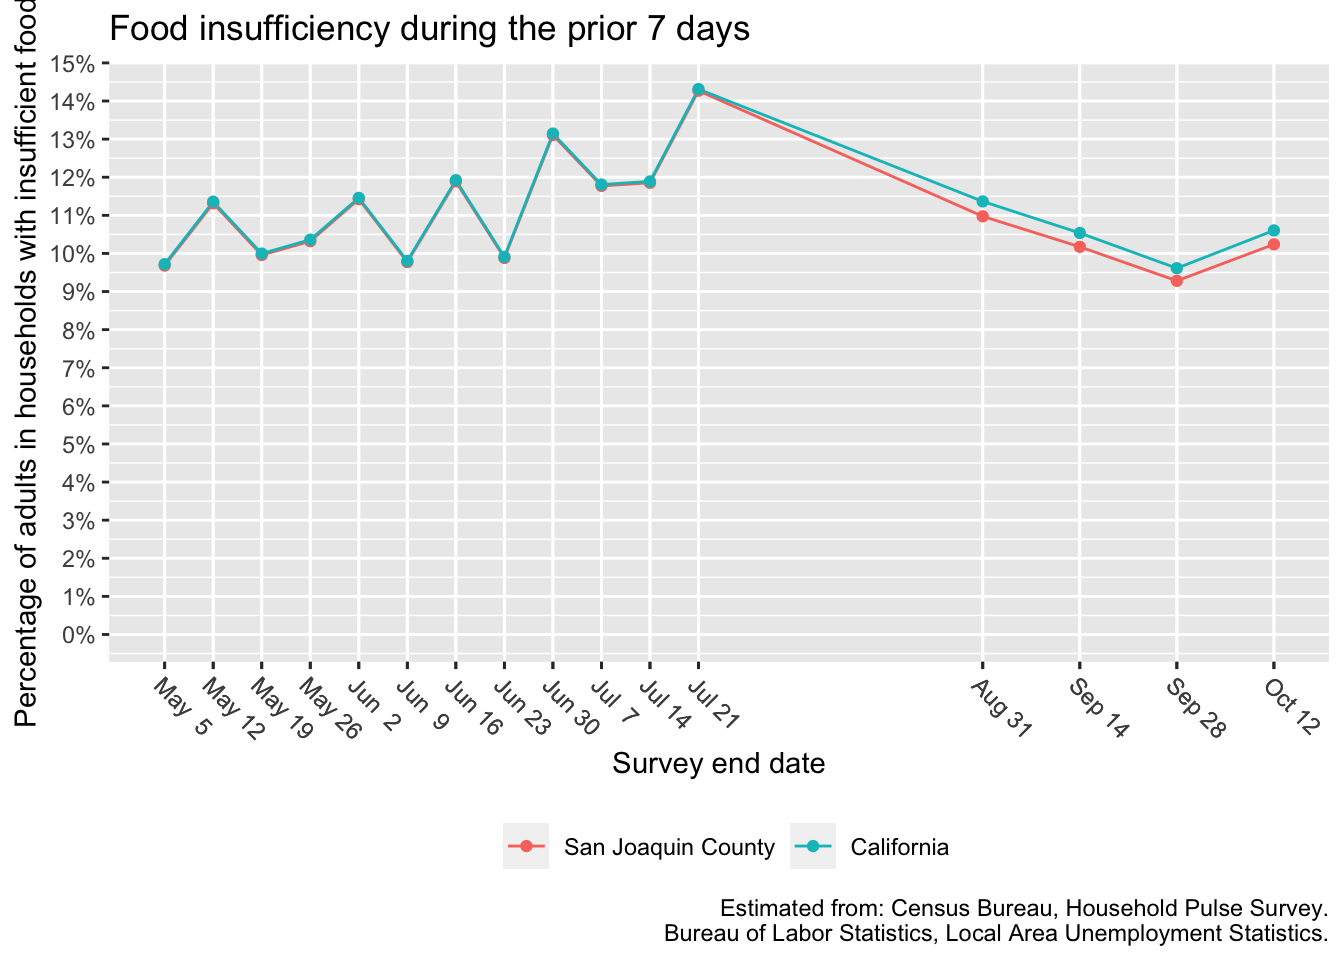 Food insufficiency during the prior 7 days
Percentage of adults in households with insufficient food
15%
14%
13%
12%
11%
10%
9%
8%
7%
6%
5%
4%
3%
2%
1%
0%
May 5
May 12
May 19
May 26
Jun 2
Jun 9
Jun 16
Jun 23
Jun 30
Jul 7
Jul 14
Jul 21
Aug 31
Sep 14
Sep 28
Oct 12
Survey end date
San Joaquin County
California
Estimated from: Census Bureau, Household Pulse Survey.
Bureau of Labor Statistics, Local Area Unemployment Statistics.